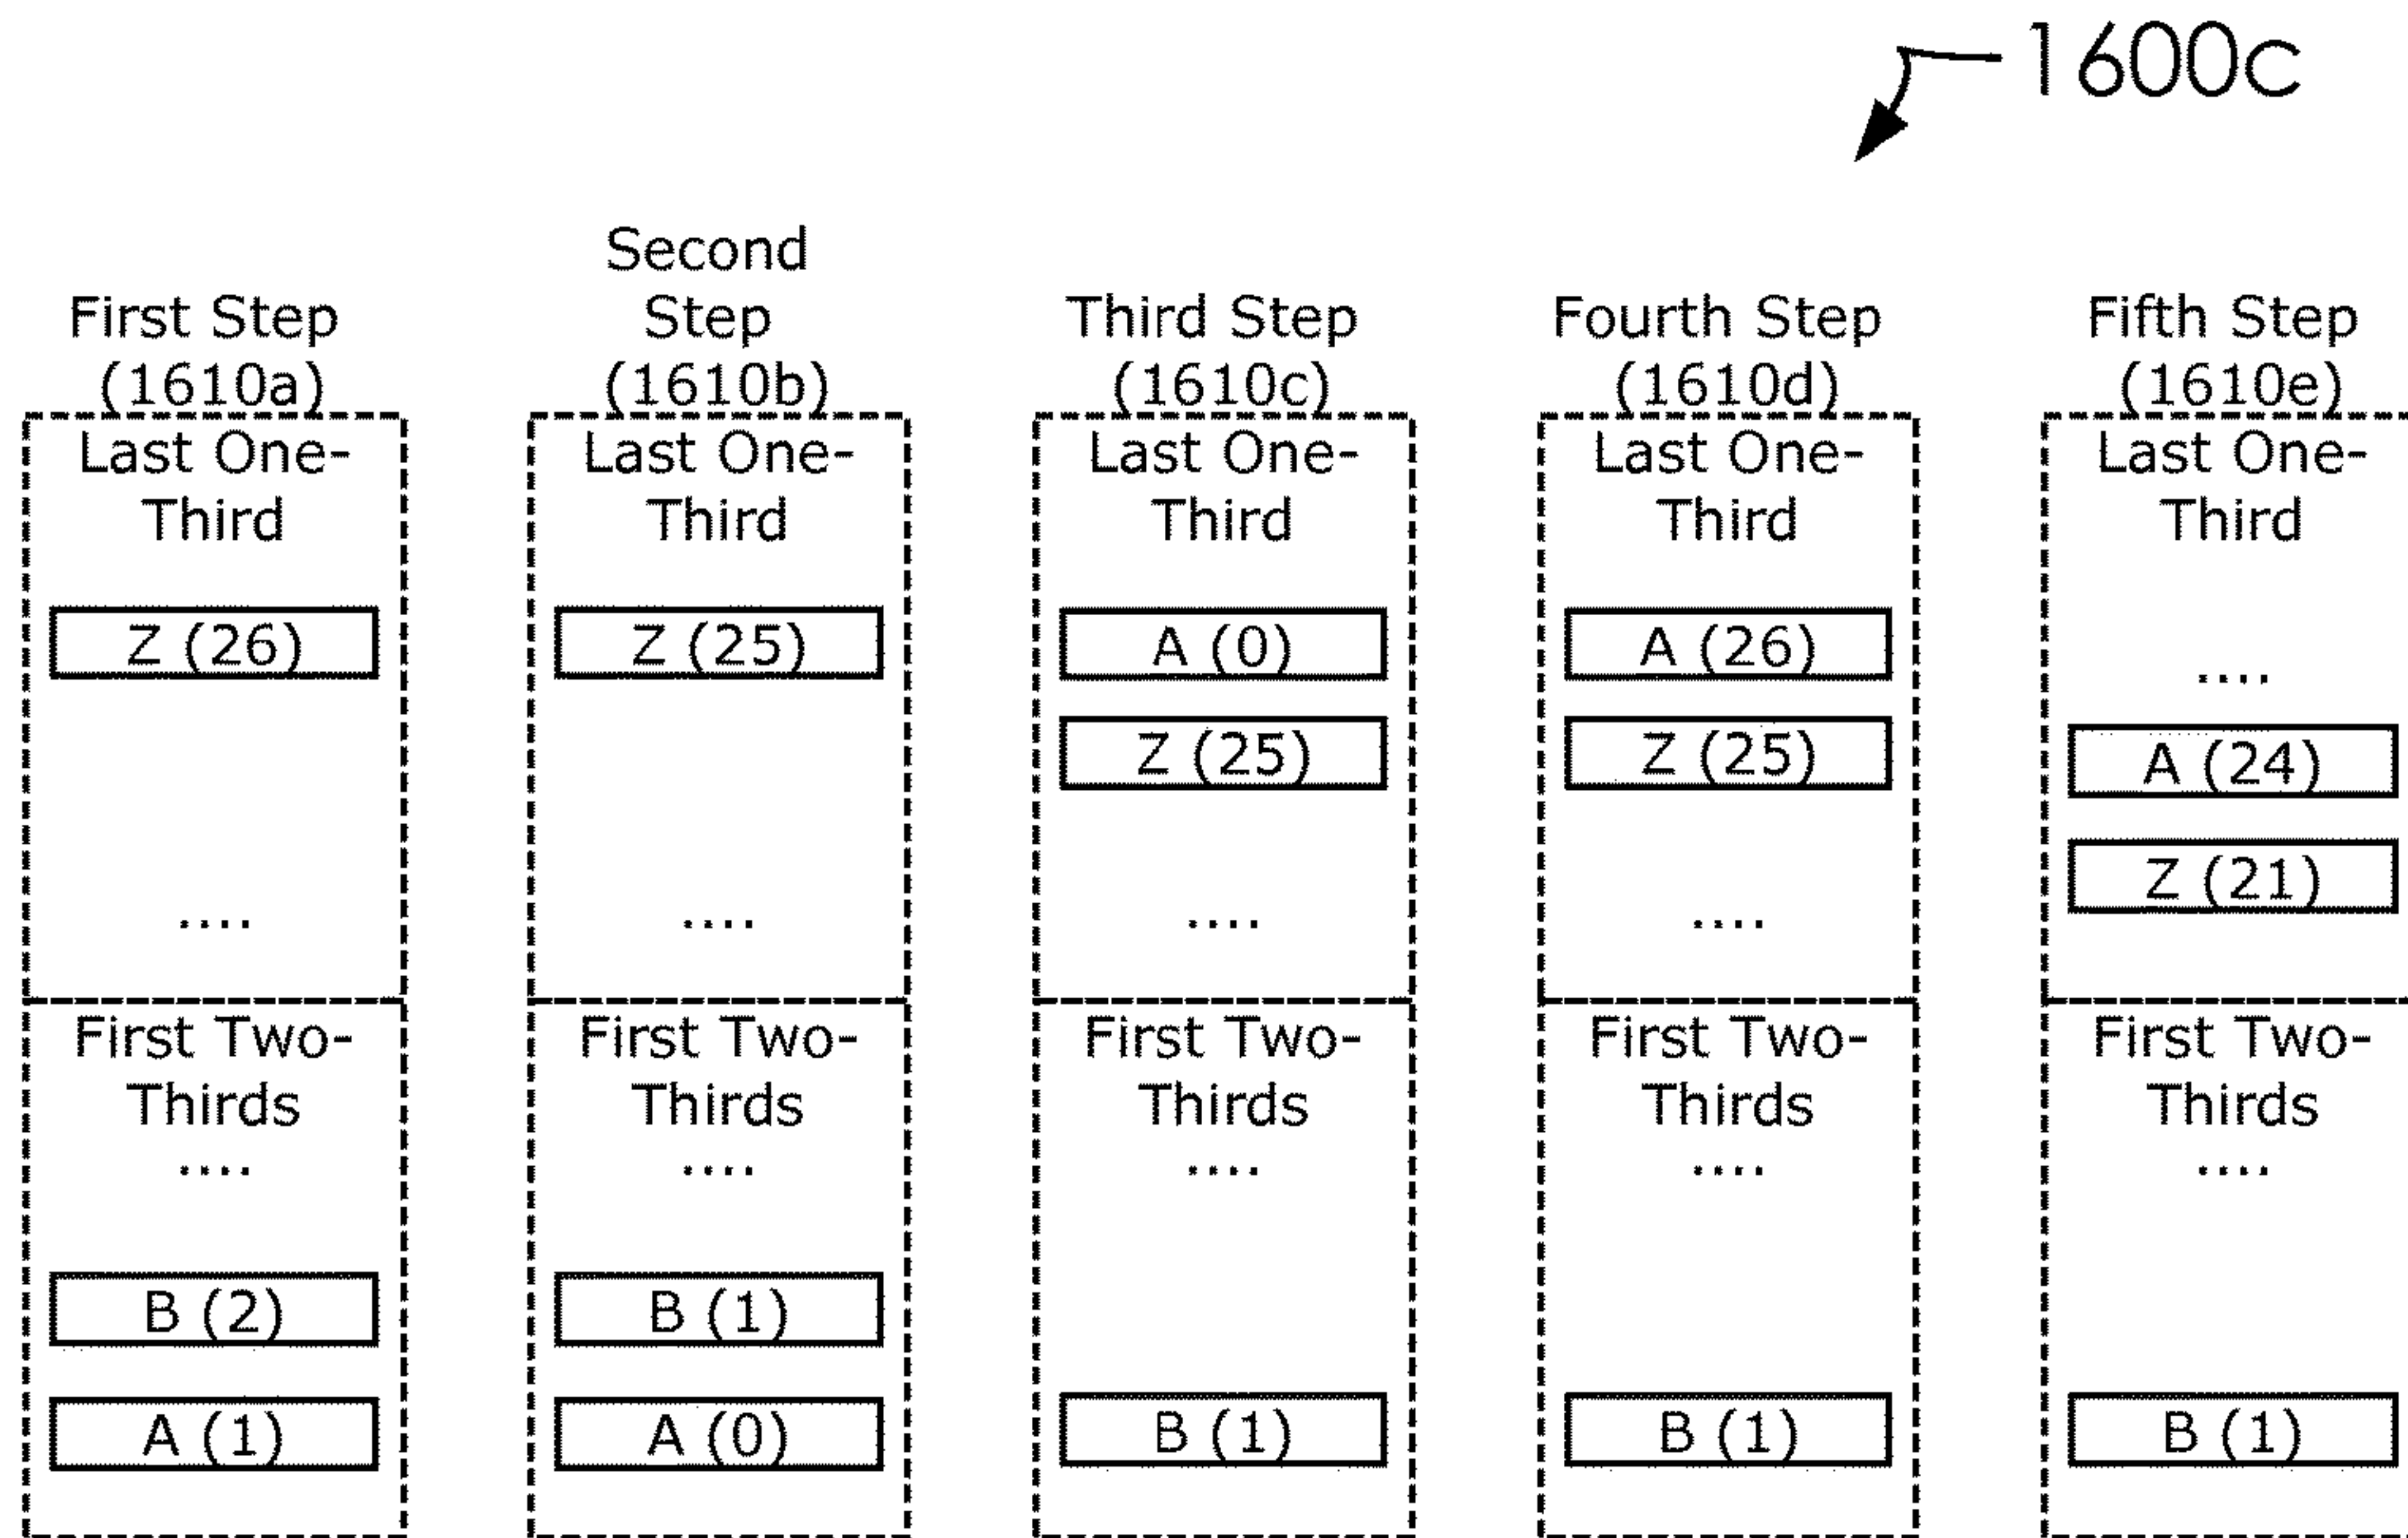 1600c
First Step
(1610a)
Last One-
Third
Z (26)
....
First Two-
Thirds
....
B (2)
A (1)
Second
Step
(1610b)
Last One-
Third
Z (25)
....
First Two-
Thirds
....
B (1)
A (0)
Third Step
(1610c)
Last One-
Third
A (0)
Z (25)
....
First Two-
Thirds
....
B (1)
Fourth Step
(1610d)
Last One-
Third
A (26)
Z (25)
....
First Two-
Thirds
....
B (1)
Fifth Step
(1610e)
Last One-
Third
....
A (24)
Z (21)
First Two-
Thirds
....
B (1)